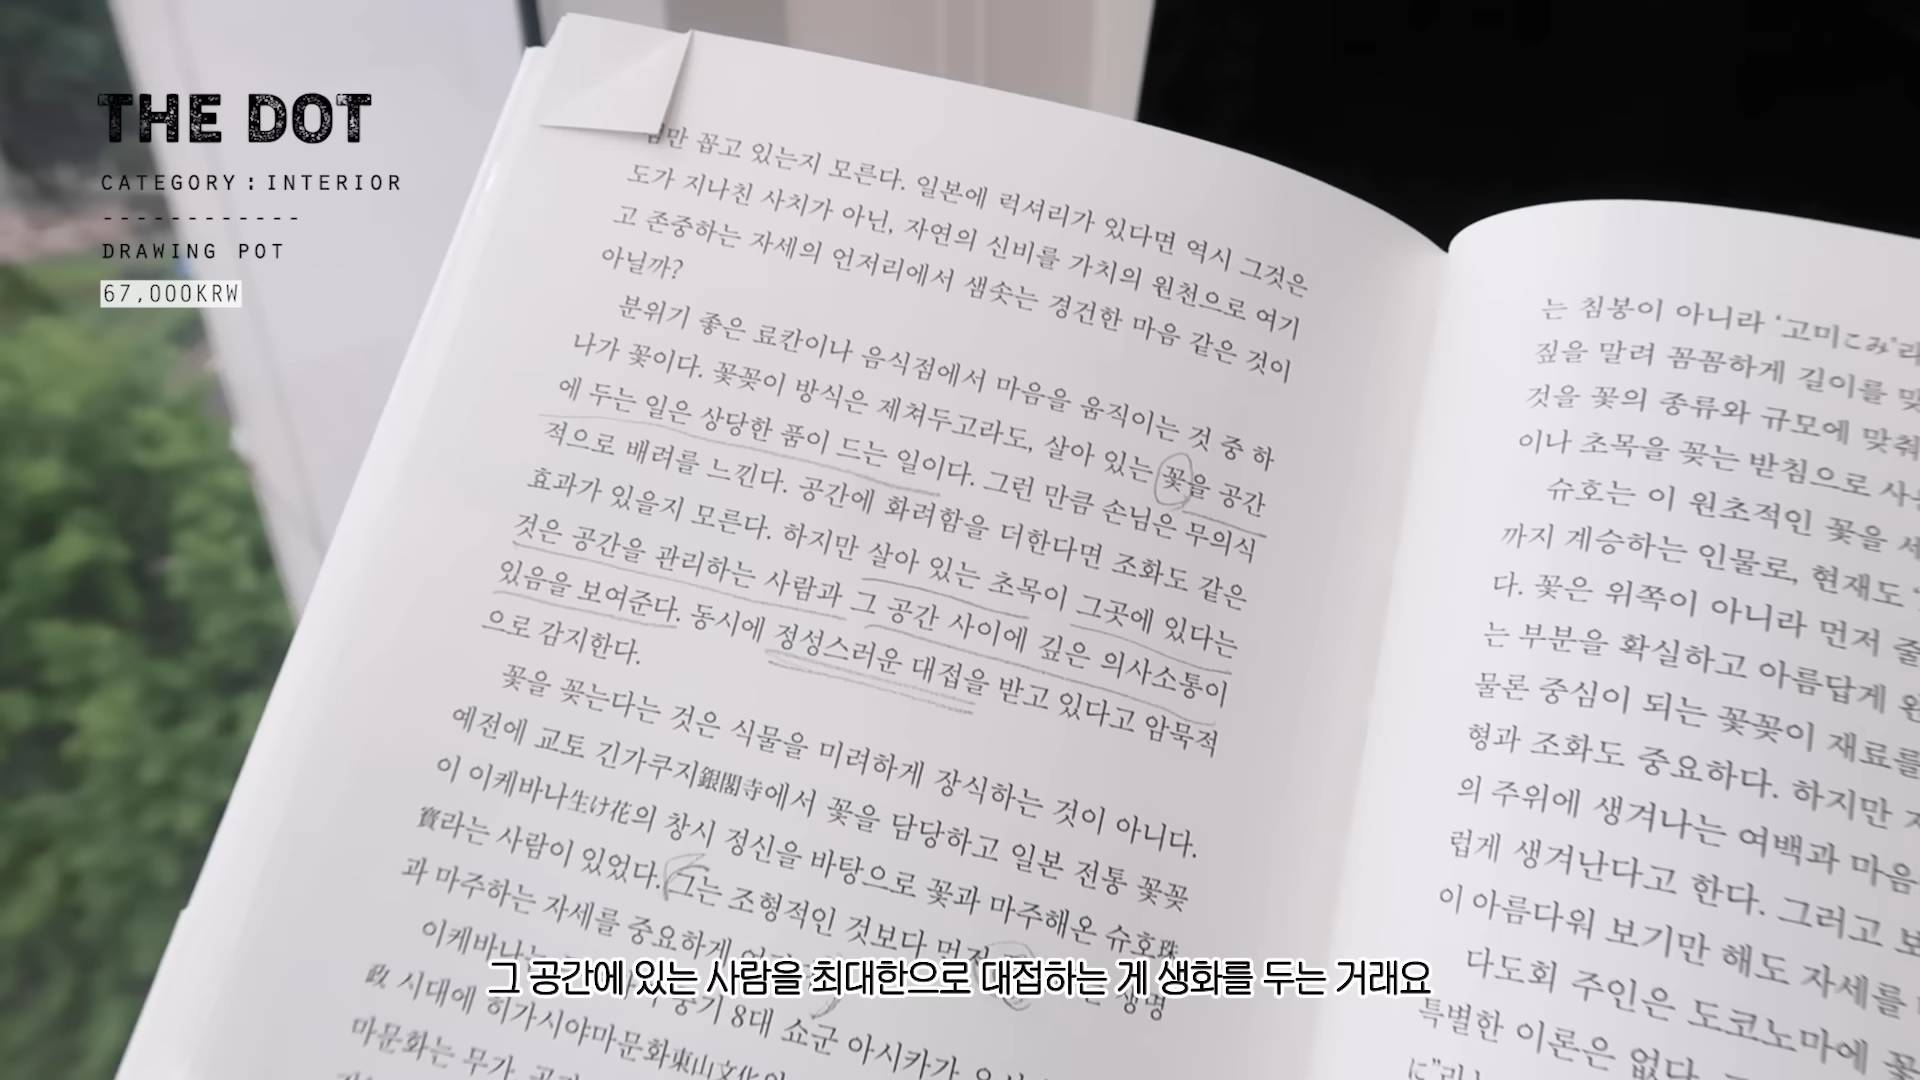 THE DOT
CATEGORY : INTERIOR
------------
DRAWING POT
67,000KRW
꼽고 있는지 모른다. 일본에 럭셔리가 있다면 역시 그것은
도가 지나친 사치가 아닌, 자연의 신비를 가치의 원천으로 여기
고 존중하는 자세의 언저리에서 샘솟는 경건한 마음 같은 것이
아닐까?
분위기 좋은 료칸이나 음식점에서 마음을 움직이는 것 중 하
나가 꽃이다. 꽃꽂이 방식은 제쳐두고라도, 살아 있는 꽃을 공간
에 두는 일은 상당한 품이 드는 일이다. 그런 만큼 손님은 무의식
적으로 배려를 느낀다. 공간에 화려함을 더한다면 조화도 같은
효과가 있을지 모른다. 하지만 살아 있는 초목이 그곳에 있다는
것은 공간을 관리하는 사람과 그 공간 사이에 깊은 의사소통이
있음을 보여준다. 동시에 정성스러운 대접을 받고 있다고 암묵적
으로 감지한다.
꽃을 꽂는다는 것은 식물을 미려하게 장식하는 것이 아니다.
예전에 교토 긴가쿠지銀閣寺에서 꽃을 담당하고 일본 전통 꽃꽂
이 이케바나生け花의 창시 정신을 바탕으로 꽃과 마주해온 슈호珠
寶라는 사람이 있었다. 그는 조형적인 것보다 먼저 생명
과 마주하는 자세를 중요하게
이케바나는 중기 8대 쇼군 아시카가
政 시대에 히가시야마문화東山文化
마문화는 무가,
는 침봉이 아니라 ‘고미こみ’라
짚을 말려 꼼꼼하게 길이를 맞
것을 꽃의 종류와 규모에 맞춰
이나 초목을 꽂는 받침으로
슈호는 이 원초적인 꽃을
까지 계승하는 인물로, 현재도
다. 꽃은 위쪽이 아니라 먼저
는 부분을 확실하고 아름답게
물론 중심이 되는 꽃꽂이 재료를
형과 조화도 중요하다. 하지만
의 주위에 생겨나는 여백과 마음
럽게 생겨난다고 한다. 그러고
이 아름다워 보기만 해도 자세를
다도회 주인은 도코노마에
특별한 이론은 없다.
그 공간에 있는 사람을 최대한으로 대접하는 게 생화를 두는 거래요